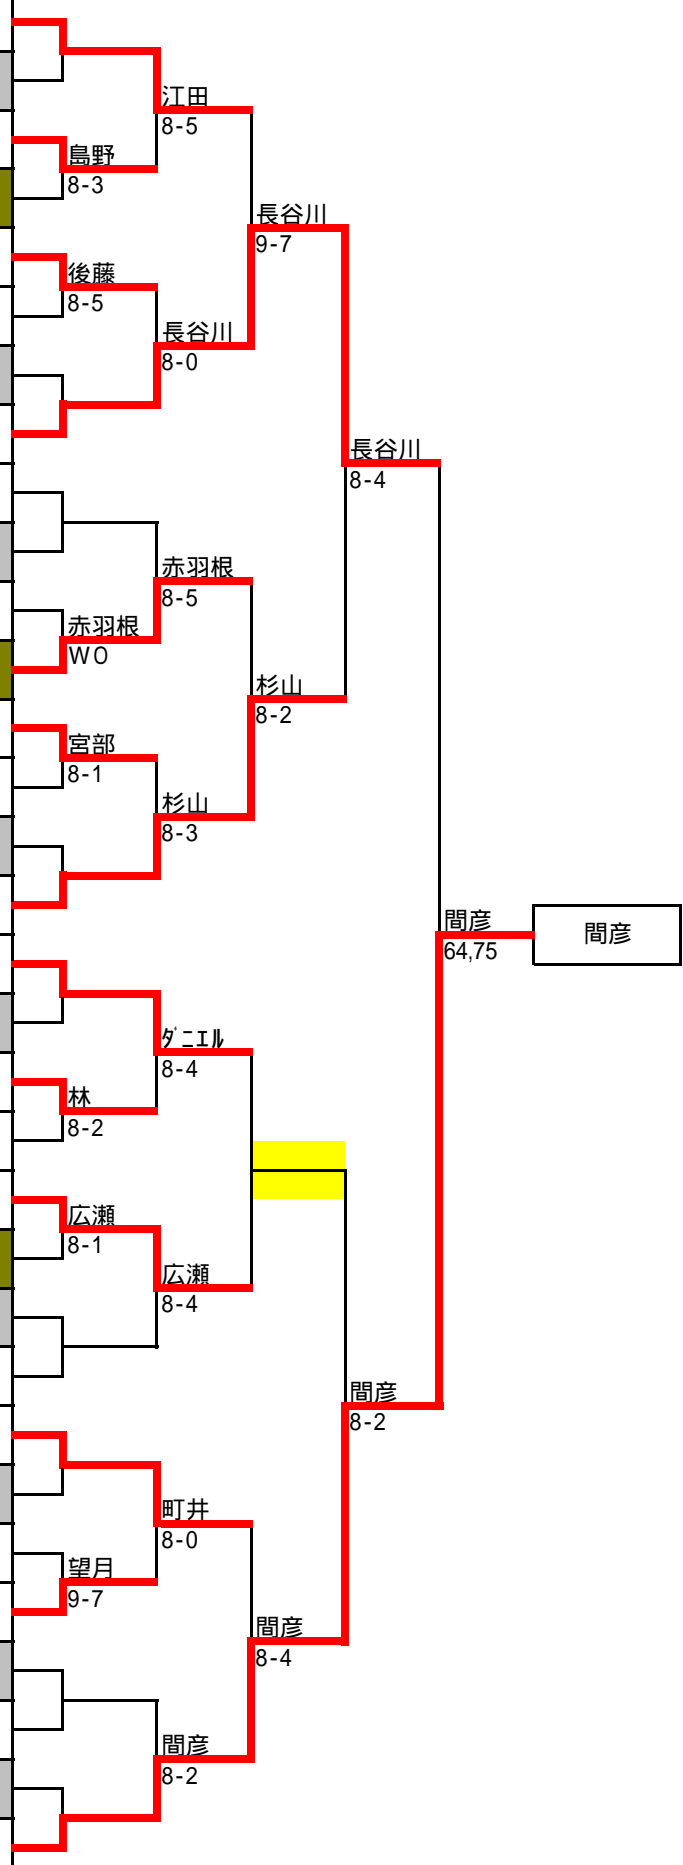 江田
8-5
島野
8-3
長谷川
9-7
後藤
8-5
長谷川
8-0
長谷川
8-4
赤羽根
8-5
赤羽根
WO
杉山
8-2
宮部
8-1
杉山
8-3
間彦
64,75
間彦
ﾀﾞﾆｴﾙ
8-4
林
8-2
広瀬
8-1
広瀬
8-4
間彦
8-2
町井
8-0
望月
9-7
間彦
8-4
間彦
8-2